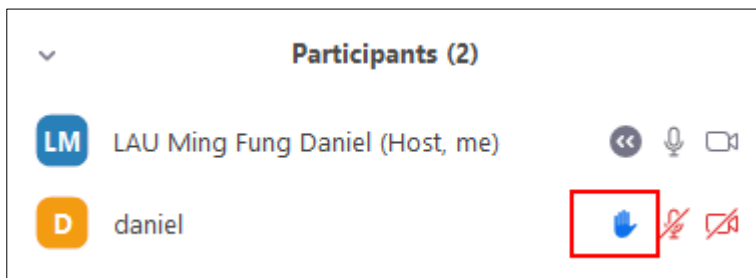 Participants (2)
LM LAU Ming Fung Daniel (Host, me)
D daniel